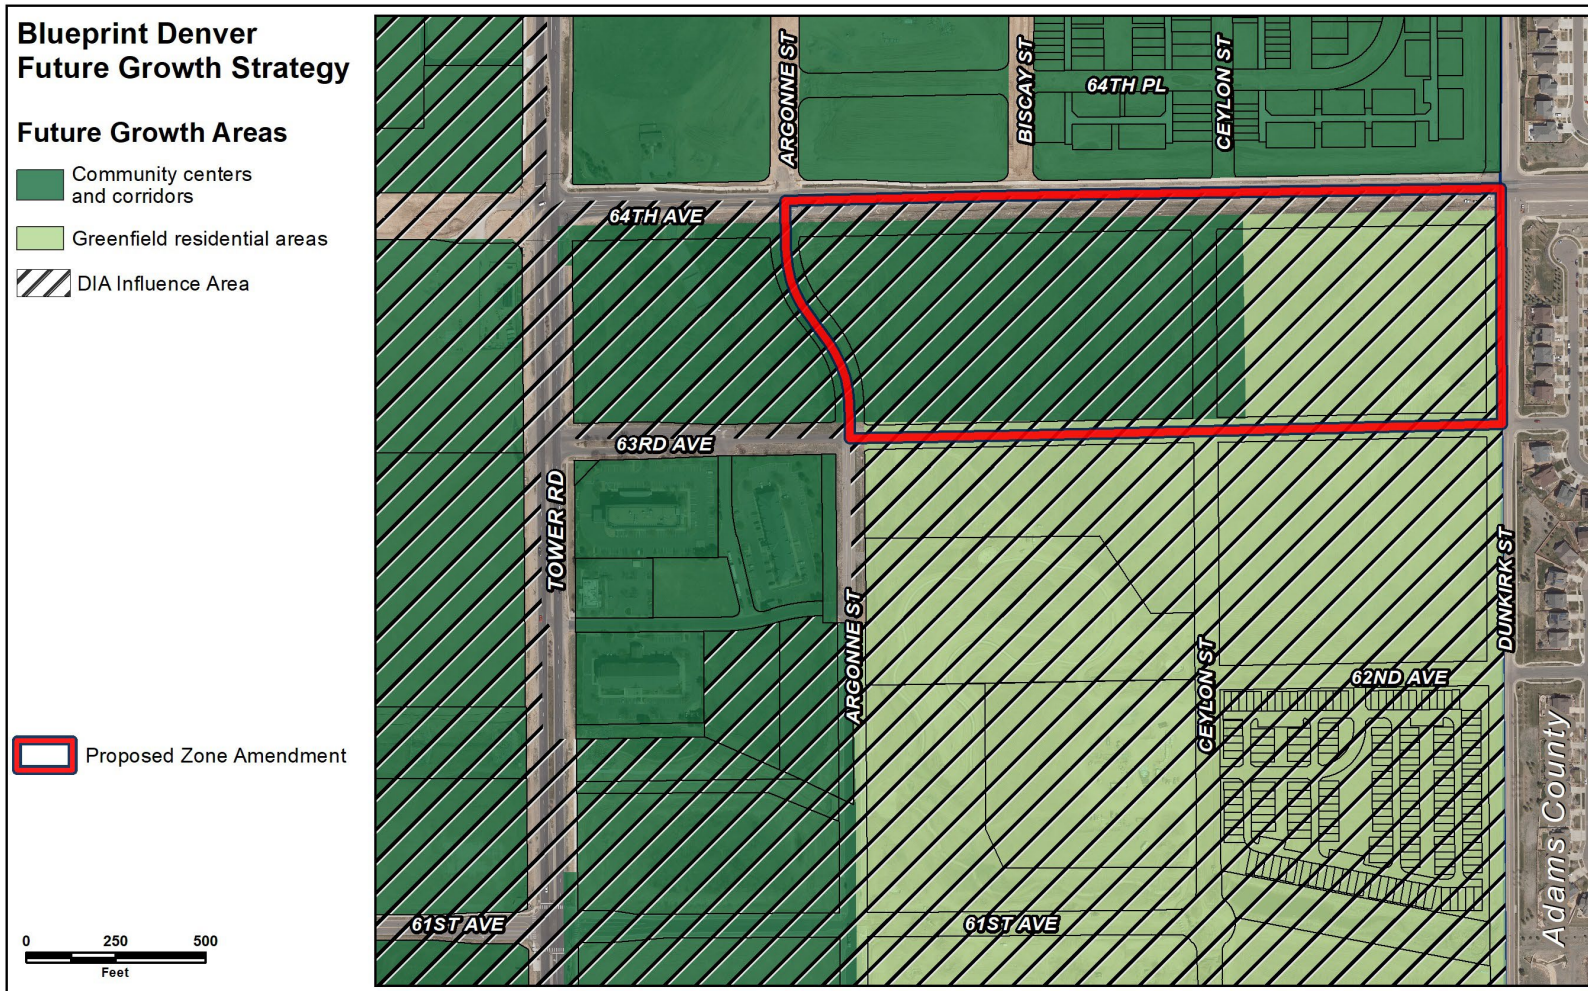 Blueprint Denver
Future Growth Strategy
Future Growth Areas
Community centers
and corridors
Greenfield residential areas
DIA Influence Area
Proposed Zone Amendment
0 250 500
Feet
ARGONNE ST
BISCAY ST
64TH PL
CEYLON ST
64TH AVE
63RD AVE
TOWER RD
ARGONNE ST
CEYLON ST
DUNKIRK ST
62ND AVE
61ST AVE
61ST AVE
Adams County